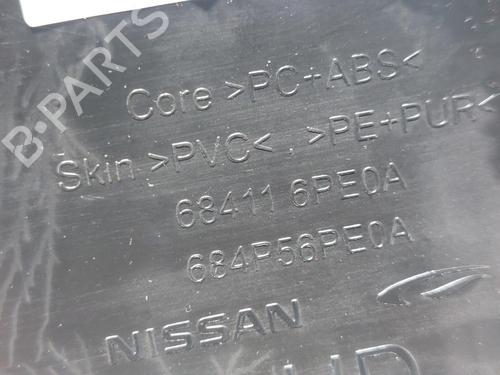 B-PARTS
Core >PC+ABS<
Skin >PVC< , >PE+PUR<
68411 6PE0A
684P56PE0A
NISSAN